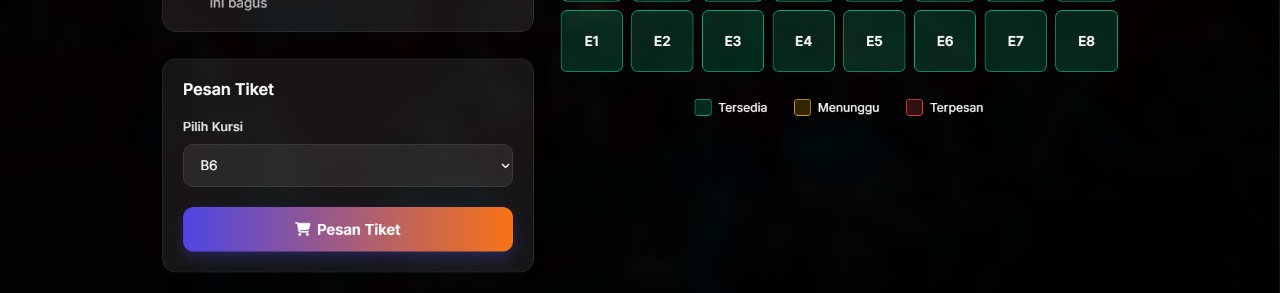 ini bagus
Pesan Tiket
Pilih Kursi
B6
Pesan Tiket
E1 E2 E3 E4 E5 E6 E7 E8
Tersedia Menunggu Terpesan